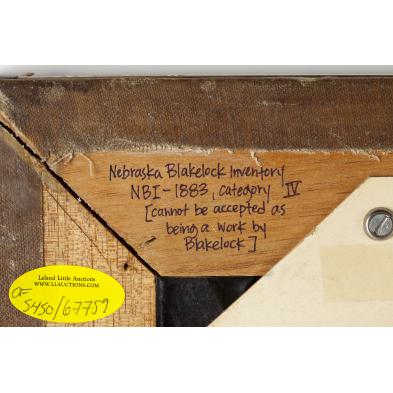 Nebraska Blakelock Inventory
NBI-1883, category IV
[cannot be accepted as
being a work by
Blakelock]
Leland Little Auctions
WWW.LLAUCTIONS.COM
CF
5450/67759